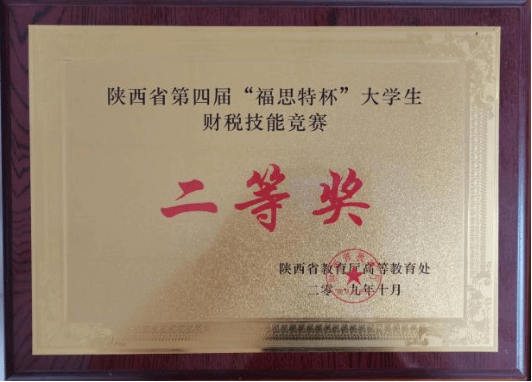 陕西省第四届“福思特杯”大学生
财税技能竞赛
二等奖
陕西省教育厅高等教育处
二零一九年十月